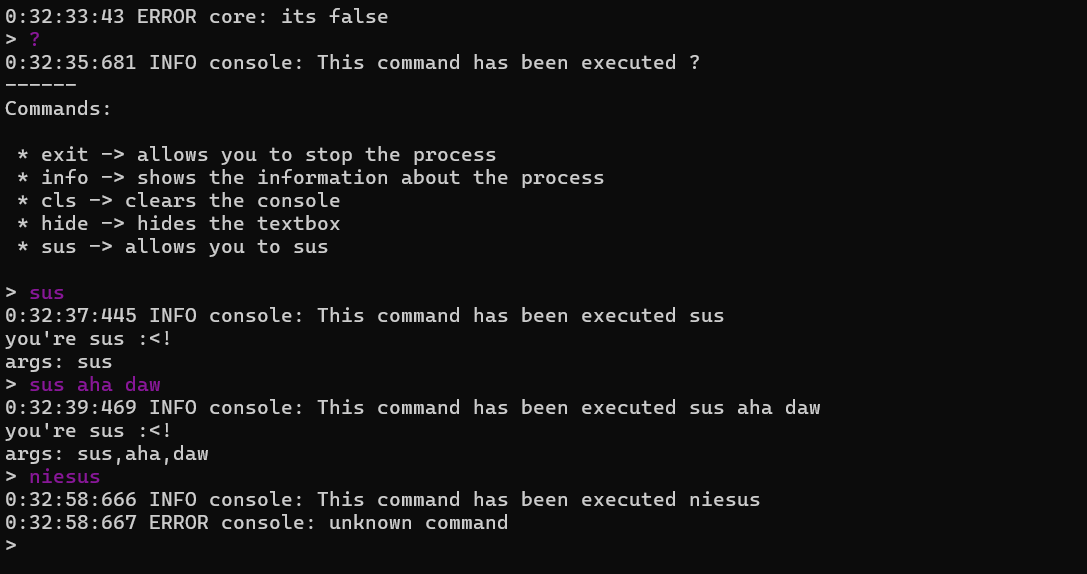 0:32:33:43 ERROR core: its false
> ?
0:32:35:681 INFO console: This command has been executed ?
------
Commands:

 * exit -> allows you to stop the process
 * info -> shows the information about the process
 * cls -> clears the console
 * hide -> hides the textbox
 * sus -> allows you to sus

> sus
0:32:37:445 INFO console: This command has been executed sus
you're sus :<!
args: sus
> sus aha daw
0:32:39:469 INFO console: This command has been executed sus aha daw
you're sus :<!
args: sus,aha,daw
> niesus
0:32:58:666 INFO console: This command has been executed niesus
0:32:58:667 ERROR console: unknown command
>